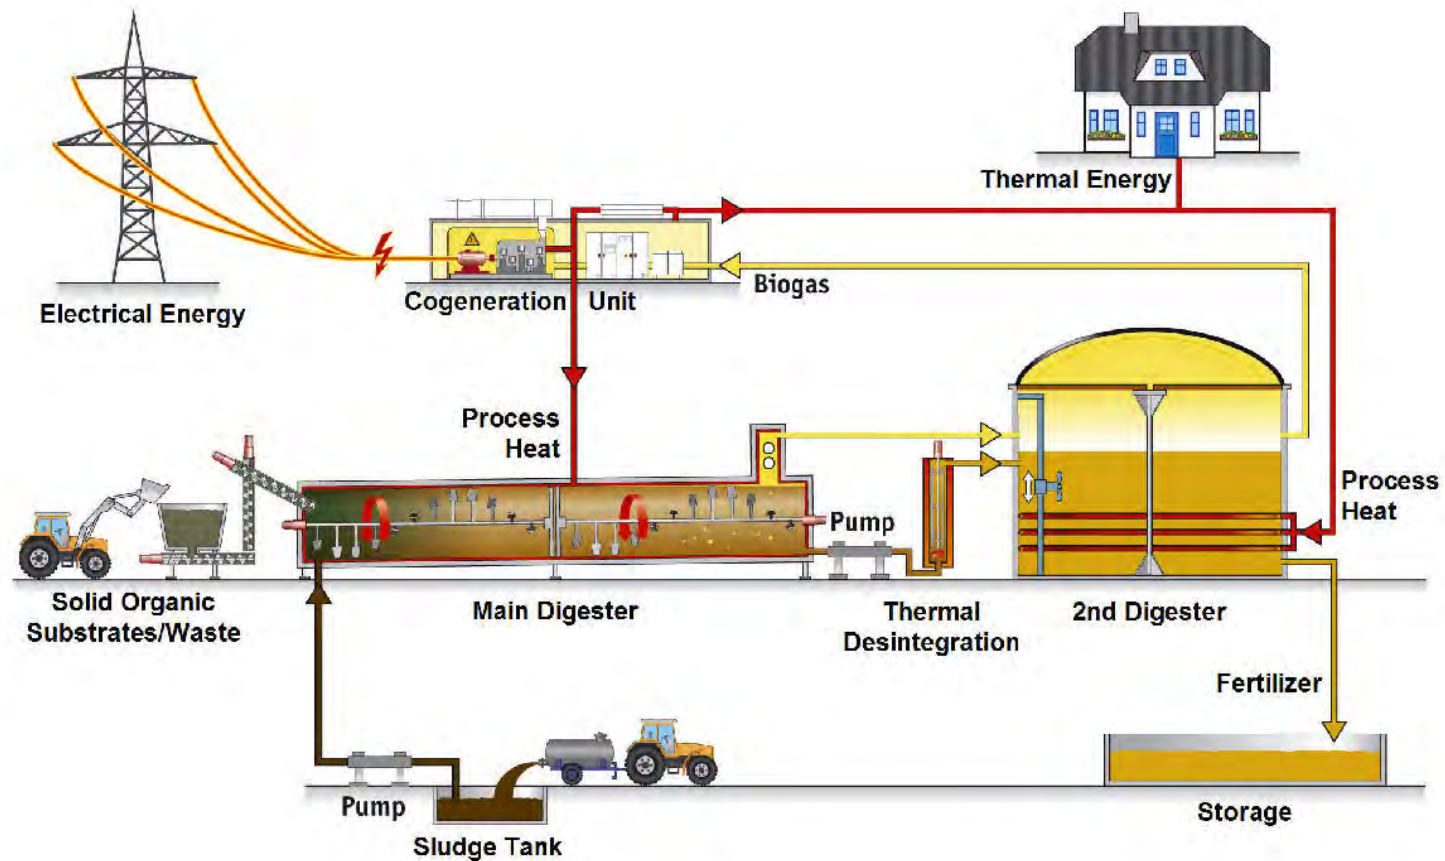 Thermal Energy
Electrical Energy
Cogeneration Unit
Biogas
Process
Heat
Process
Heat
Pump
Solid Organic
Substrates/Waste
Main Digester
Thermal
Desintegration
2nd Digester
Fertilizer
Pump
Sludge Tank
Storage